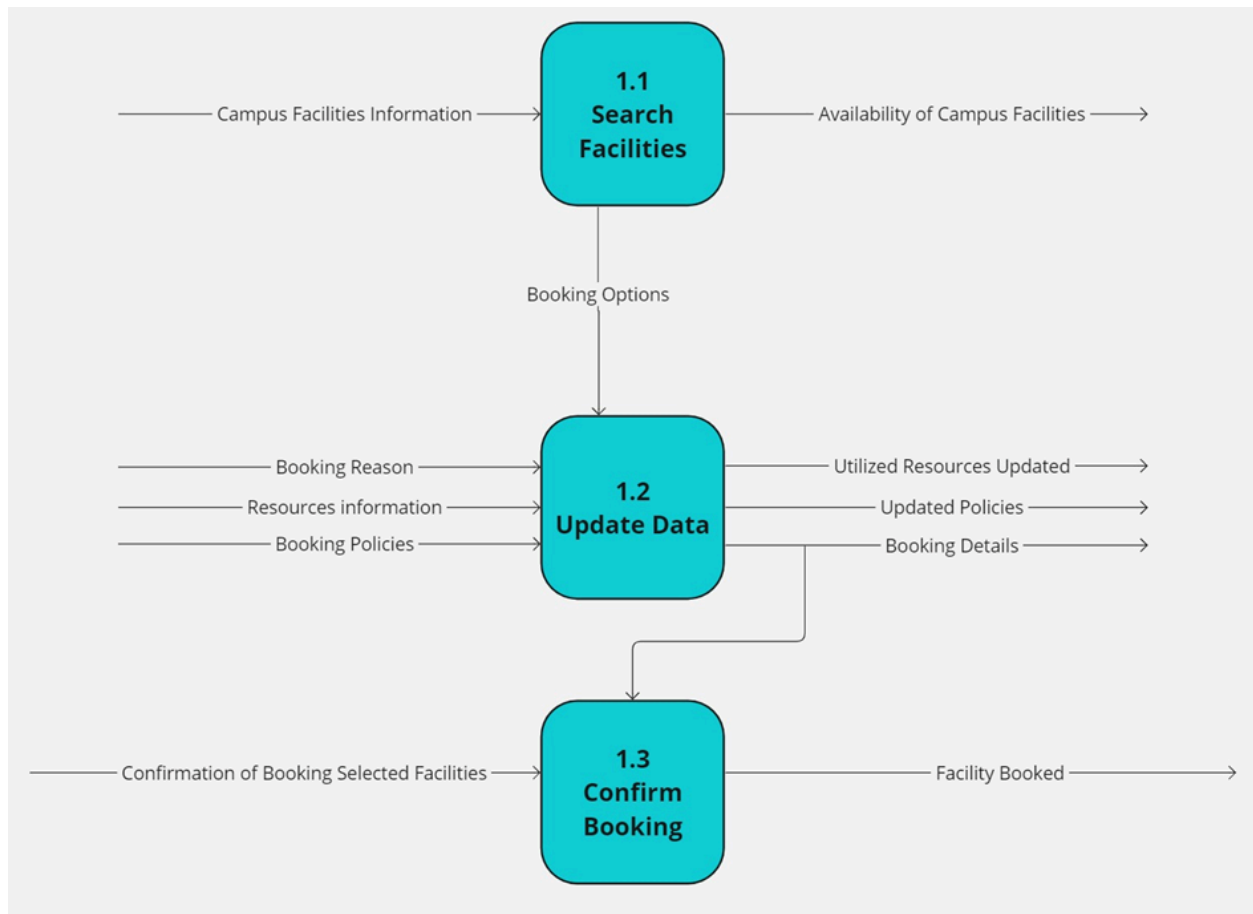 1.1
Search
Facilities
Campus Facilities Information
Availability of Campus Facilities
Booking Options
1.2
Update Data
Booking Reason
Resources information
Booking Policies
Utilized Resources Updated
Updated Policies
Booking Details
1.3
Confirm
Booking
Confirmation of Booking Selected Facilities
Facility Booked